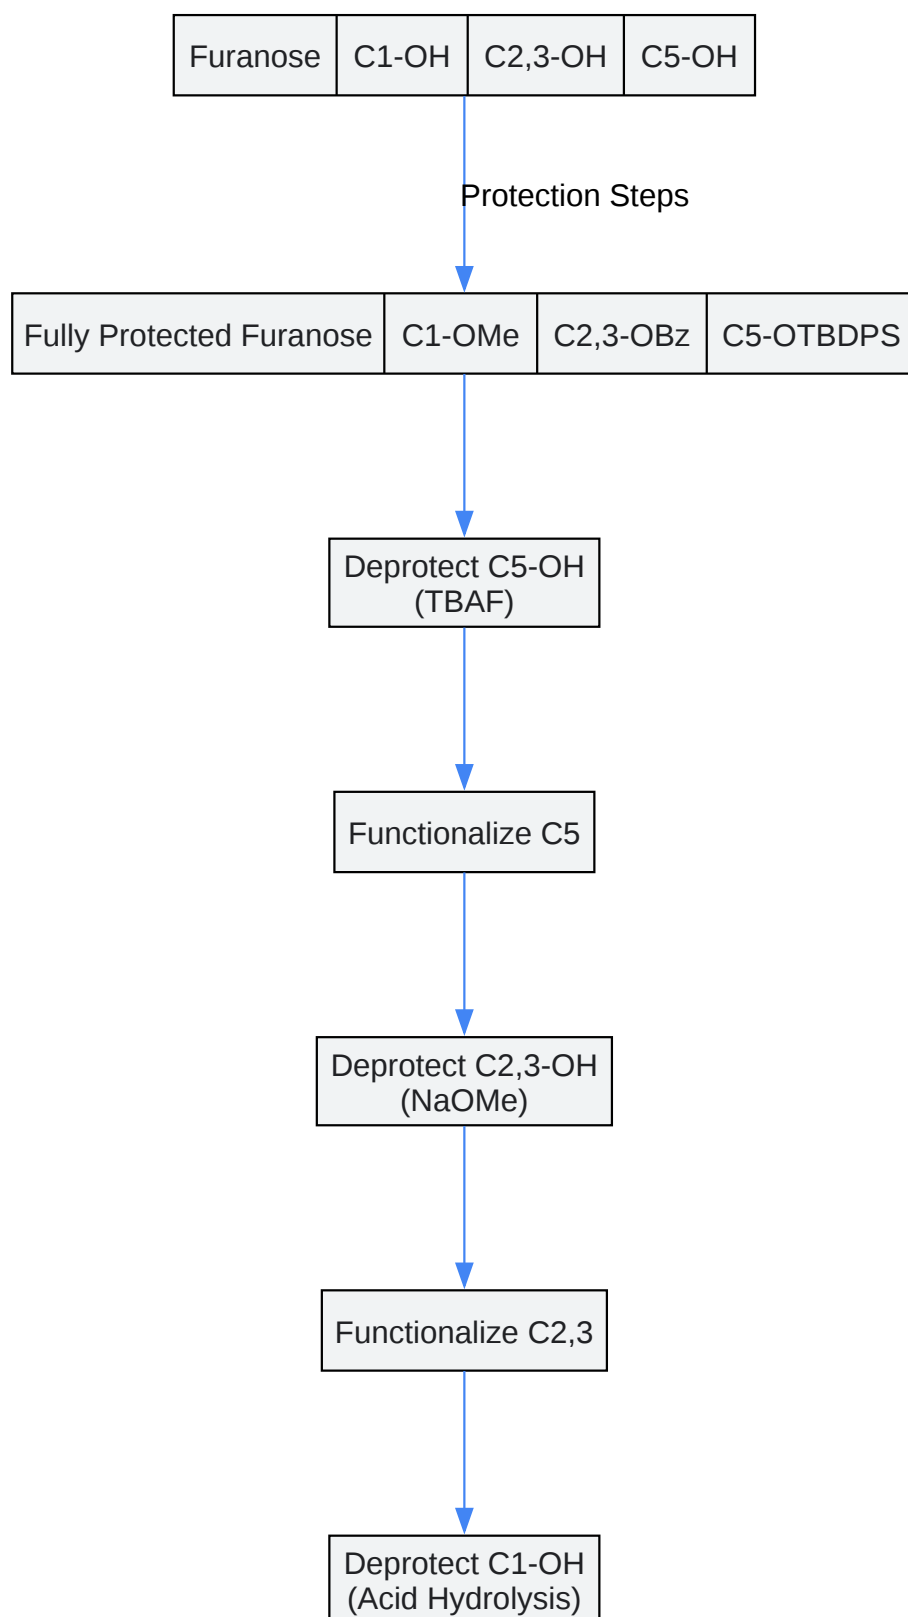 Furanose C1-OH C2,3-OH C5-OH
Protection Steps
Fully Protected Furanose C1-OMe C2,3-OBz C5-OTBDPS
Deprotect C5-OH
(TBAF)
Functionalize C5
Deprotect C2,3-OH
(NaOMe)
Functionalize C2,3
Deprotect C1-OH
(Acid Hydrolysis)